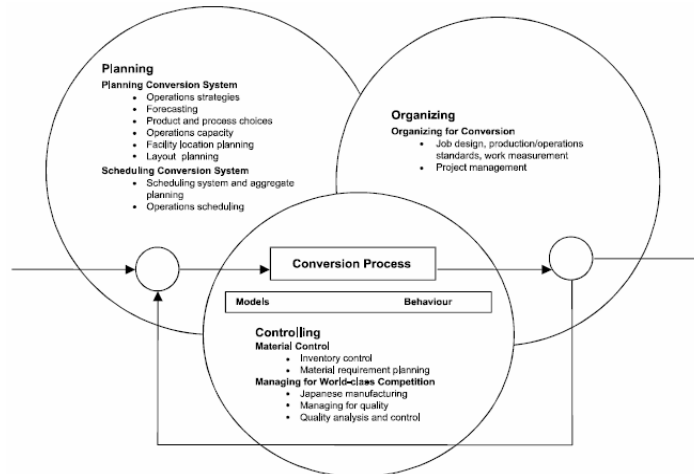 Planning
Planning Conversion System
• Operations strategies
• Forecasting
• Product and process choices
• Operations capacity
• Facility location planning
• Layout planning
Scheduling Conversion System
• Scheduling system and aggregate
planning
• Operations scheduling
Organizing
Organizing for Conversion
• Job design, production/operations
standards, work measurement
• Project management
Conversion Process
Models Behaviour
Controlling
Material Control
• Inventory control
• Material requirement planning
Managing for World-class Competition
• Japanese manufacturing
• Managing for quality
• Quality analysis and control